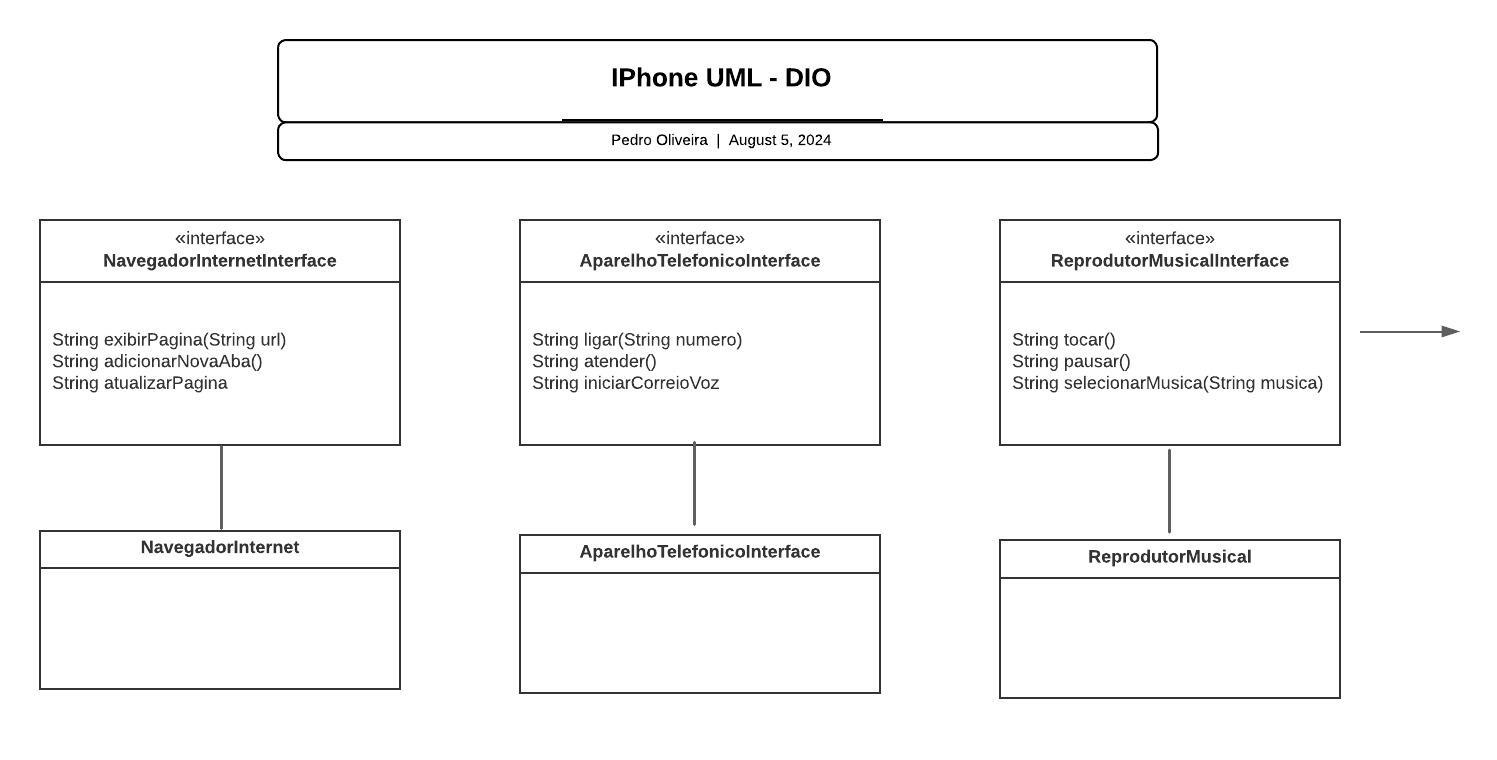 IPhone UML - DIO
Pedro Oliveira | August 5, 2024
«interface»
NavegadorInternetInterface
String exibirPagina(String url)
String adicionarNovaAba()
String atualizarPagina
«interface»
AparelhoTelefonicoInterface
String ligar(String numero)
String atender()
String iniciarCorreioVoz
«interface»
ReprodutorMusicalInterface
String tocar()
String pausar()
String selecionarMusica(String musica)
NavegadorInternet
AparelhoTelefonicoInterface
ReprodutorMusical